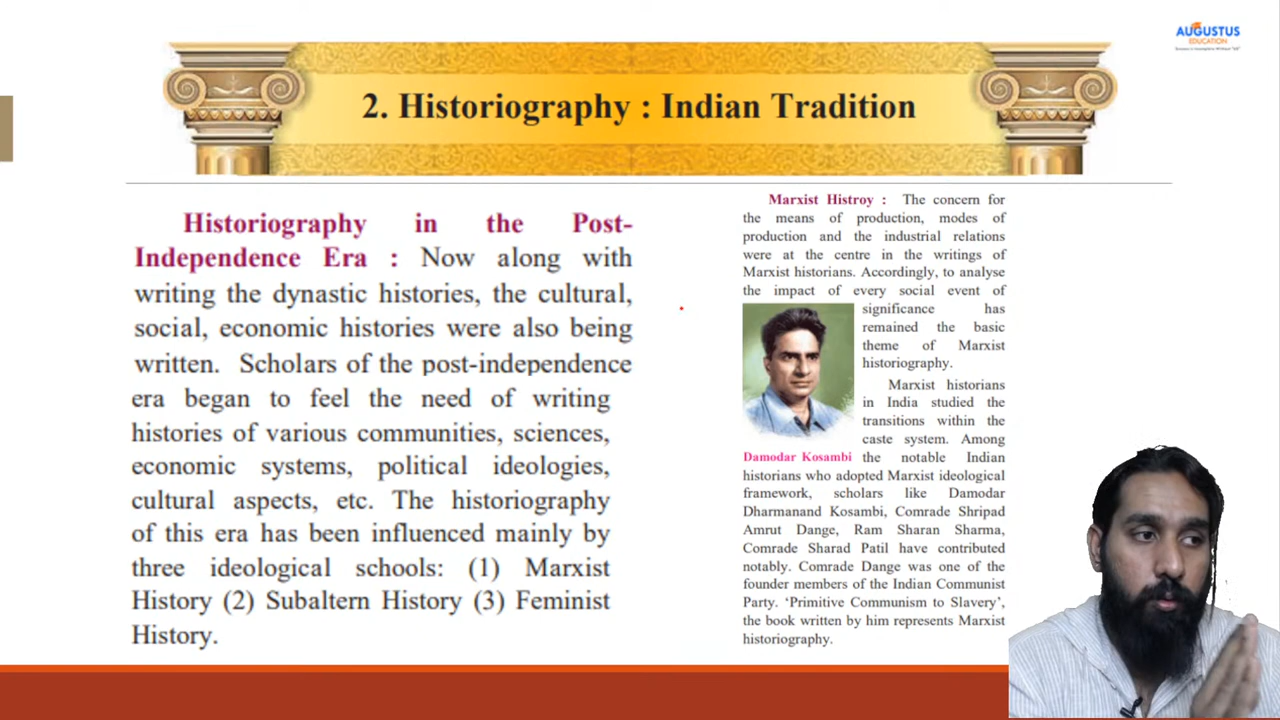 AUGUSTUS
EDUCATION
2. Historiography : Indian Tradition
Historiography in the Post-
Independence Era : Now along with
writing the dynastic histories, the cultural,
social, economic histories were also being
written. Scholars of the post-independence
era began to feel the need of writing
histories of various communities, sciences,
economic systems, political ideologies,
cultural aspects, etc. The historiography
of this era has been influenced mainly by
three ideological schools: (1) Marxist
History (2) Subaltern History (3) Feminist
History.
Marxist Histroy : The concern for
the means of production, modes of
production and the industrial relations
were at the centre in the writings of
Marxist historians. Accordingly, to analyse
the impact of every social event of
significance has
remained the basic
theme of Marxist
historiography.
Marxist historians
in India studied the
transitions within the
caste system. Among
Damodar Kosambi
the notable Indian
historians who adopted Marxist ideological
framework, scholars like Damodar
Dharmanand Kosambi, Comrade Shripad
Amrut Dange, Ram Sharan Sharma,
Comrade Sharad Patil have contributed
notably. Comrade Dange was one of the
founder members of the Indian Communist
Party. ‘Primitive Communism to Slavery’,
the book written by him represents Marxist
historiography.